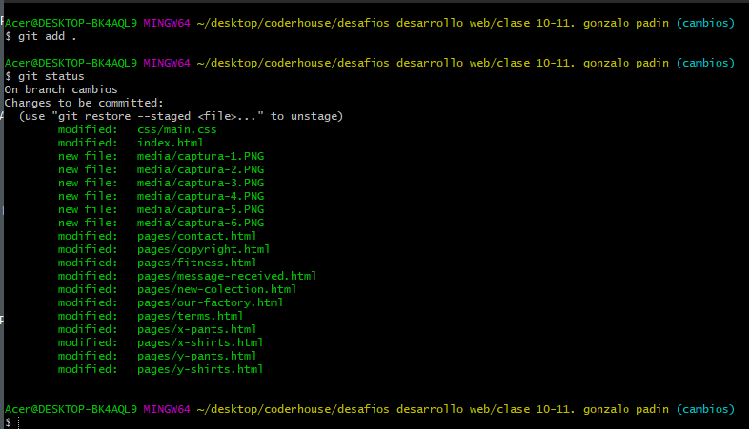 Acer@DESKTOP-BK4AQL9 MINGW64 ~/desktop/coderhouse/desafios desarrollo web/clase 10-11. gonzalo padin (cambios)
$ git add .
Acer@DESKTOP-BK4AQL9 MINGW64 ~/desktop/coderhouse/desafios desarrollo web/clase 10-11. gonzalo padin (cambios)
$ git status
On branch cambios
Changes to be committed:
  (use "git restore --staged <file>..." to unstage)
        modified:   css/main.css
        modified:   index.html
        new file:   media/captura-1.PNG
        new file:   media/captura-2.PNG
        new file:   media/captura-3.PNG
        new file:   media/captura-4.PNG
        new file:   media/captura-5.PNG
        new file:   media/captura-6.PNG
        modified:   pages/contact.html
        modified:   pages/copyright.html
        modified:   pages/fitness.html
        modified:   pages/message-received.html
        modified:   pages/new-colection.html
        modified:   pages/our-factory.html
        modified:   pages/terms.html
        modified:   pages/x-pants.html
        modified:   pages/x-shirts.html
        modified:   pages/y-pants.html
        modified:   pages/y-shirts.html
Acer@DESKTOP-BK4AQL9 MINGW64 ~/desktop/coderhouse/desafios desarrollo web/clase 10-11. gonzalo padin (cambios)
$